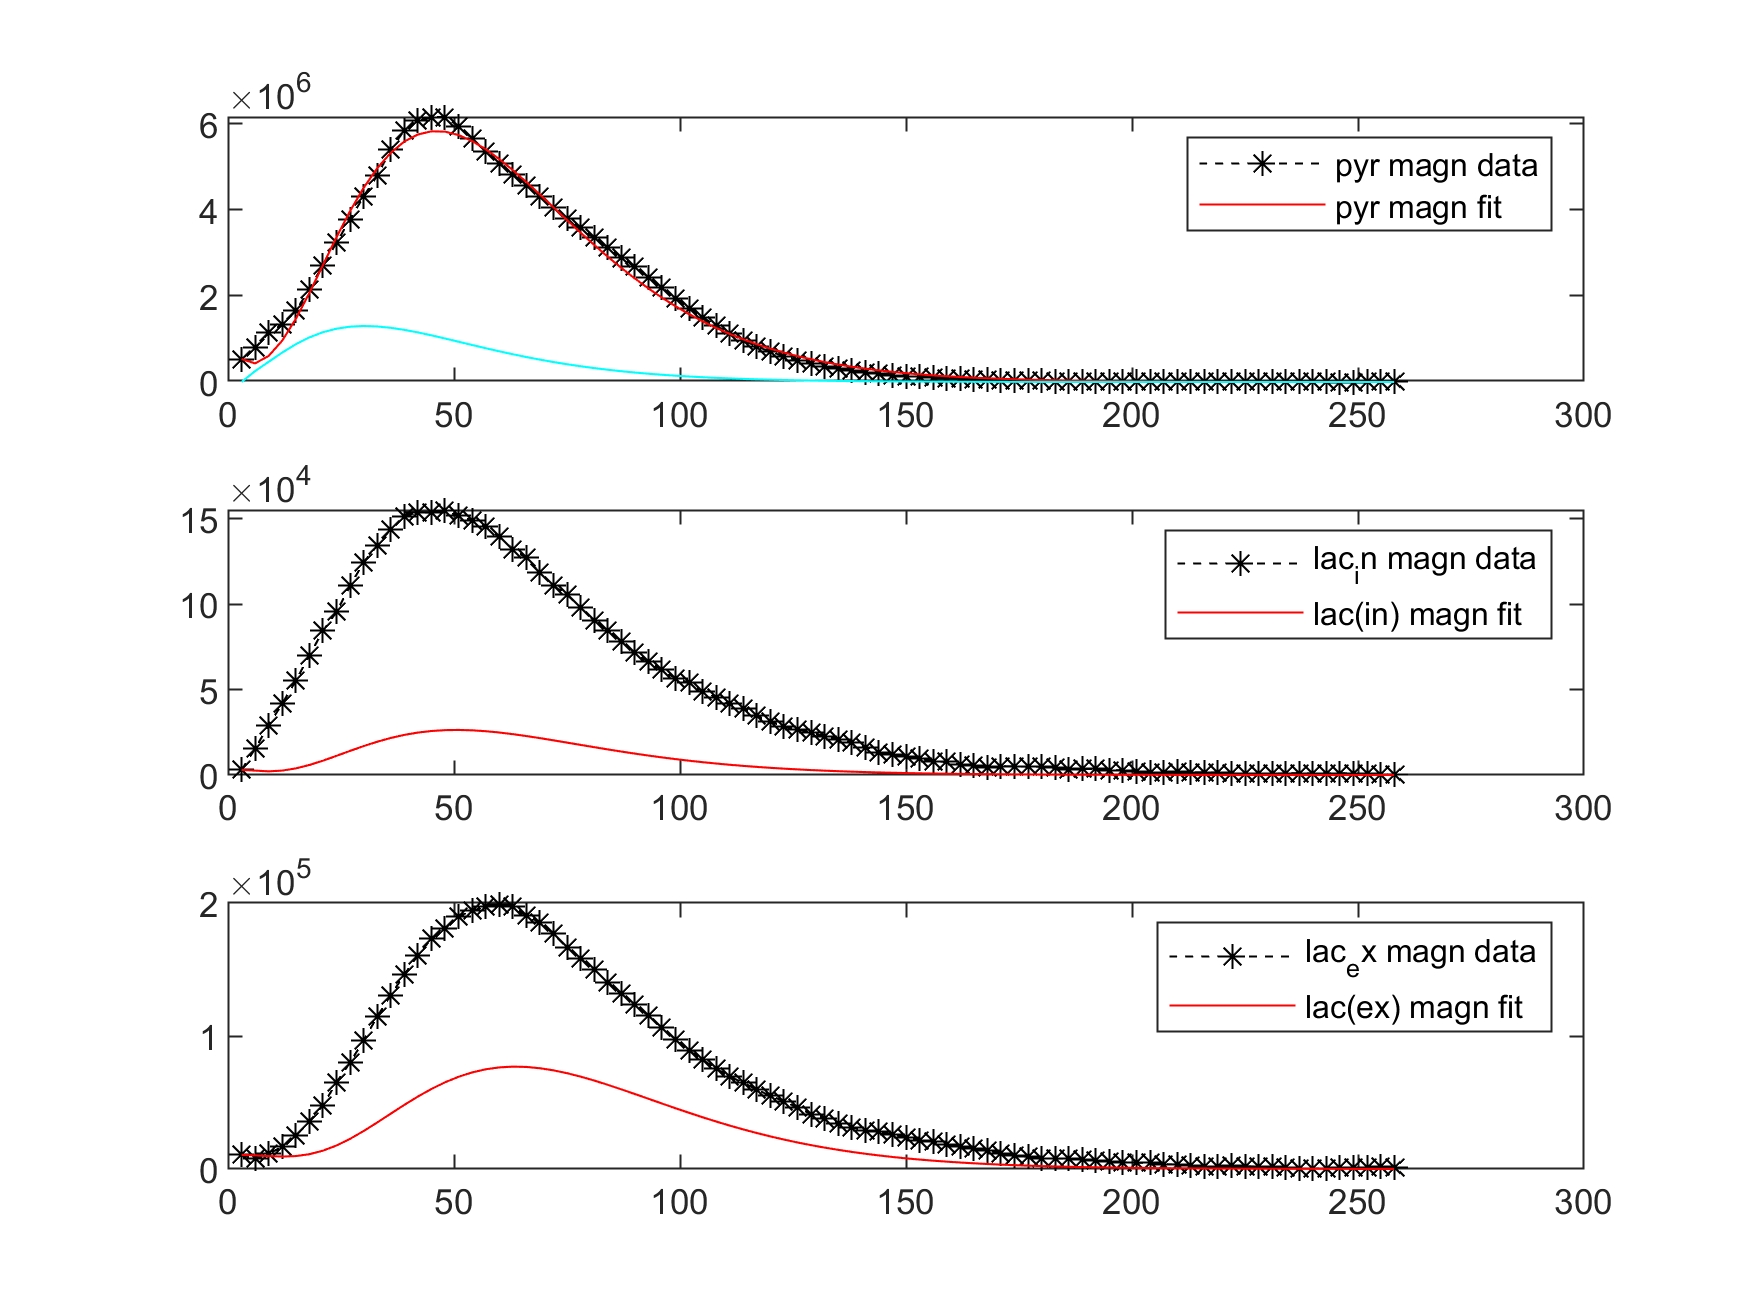 ×10^6
6
4
2
0
0 50 100 150 200 250 300
pyr magn data
pyr magn fit
×10^4
15
10
5
0
0 50 100 150 200 250 300
lac_in magn data
lac(in) magn fit
×10^5
2
1
0
0 50 100 150 200 250 300
lac_ex magn data
lac(ex) magn fit